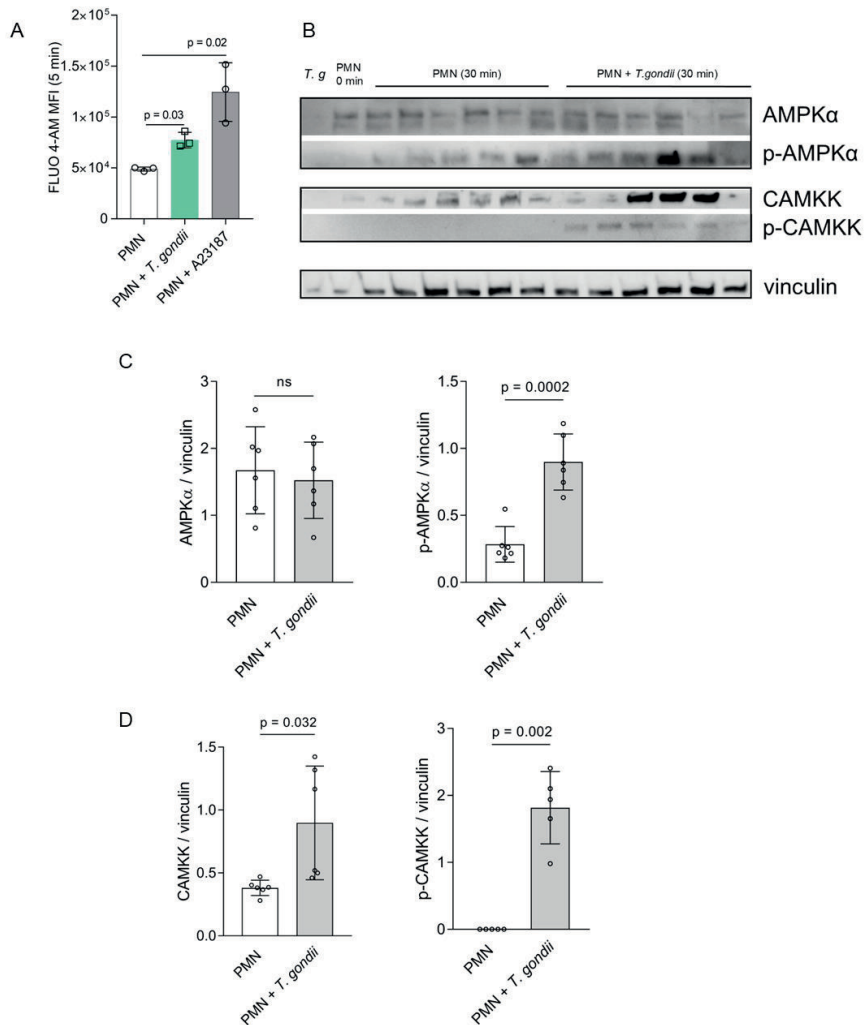 A
FLUO 4-AM MFI (5 min)
2×10⁵
1.5×10⁵
1×10⁵
5×10⁴
0
p = 0.02
p = 0.03
PMN
PMN + T. gondii
PMN + A23187
B
T. g
PMN
0 min
PMN (30 min)
PMN + T.gondii (30 min)
AMPKα
p-AMPKα
CAMKK
p-CAMKK
vinculin
C
AMPKα / vinculin
3
2
1
0
ns
PMN
PMN + T. gondii
p-AMPKα / vinculin
1.5
1.0
0.5
0
p = 0.0002
PMN
PMN + T. gondii
D
CAMKK / vinculin
1.5
1.0
0.5
0.0
p = 0.032
PMN
PMN + T. gondii
p-CAMKK / vinculin
3
2
1
0
p = 0.002
PMN
PMN + T. gondii